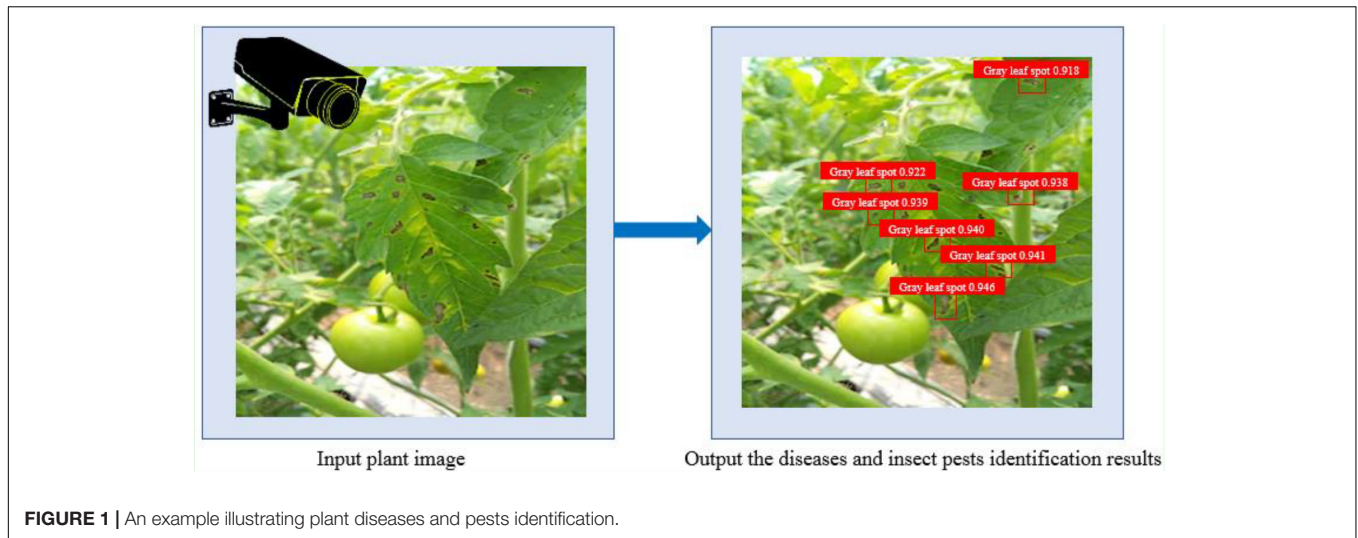 Gray leaf spot 0.918
Gray leaf spot 0.922
Gray leaf spot 0.938
Gray leaf spot 0.939
Gray leaf spot 0.940
Gray leaf spot 0.941
Gray leaf spot 0.946
Input plant image
Output the diseases and insect pests identification results
FIGURE 1 | An example illustrating plant diseases and pests identification.